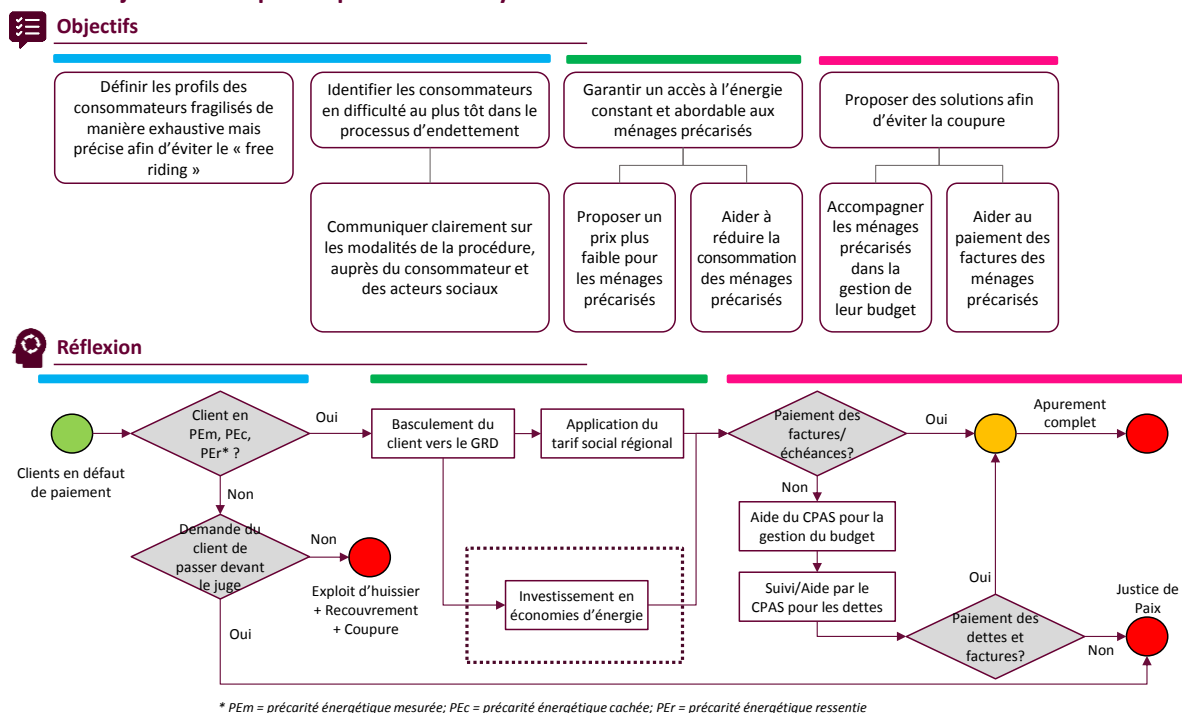 Objectifs
Définir les profils des
consommateurs fragilisés de
manière exhaustive mais
précise afin d’éviter le « free
riding »
Identifier les consommateurs
en difficulté au plus tôt dans le
processus d’endettement
Garantir un accès à l’énergie
constant et abordable aux
ménages précarisés
Proposer des solutions afin
d’éviter la coupure
Communiquer clairement sur
les modalités de la procédure,
auprès du consommateur et
des acteurs sociaux
Proposer un
prix plus
faible pour
les ménages
précarisés
Aider à
réduire la
consommation
des ménages
précarisés
Accompagner
les ménages
précarisés
dans la
gestion de
leur budget
Aider au
paiement des
factures des
ménages
précarisés
Réflexion
Clients en défaut
de paiement
Client en
PEm, PEc,
PEr* ?
Oui
Basculement du
client vers le GRD
Application du
tarif social régional
Paiement des
factures/
échéances?
Oui
Apurement
complet
Non
Demande du
client de
passer devant
le juge
Non
Exploit d’huissier
+ Recouvrement
+ Coupure
Oui
Investissement en
économies d’énergie
Non
Aide du CPAS pour la
gestion du budget
Suivi/Aide par le
CPAS pour les dettes
Paiement des
dettes et
factures?
Oui
Non
Justice de
Paix
* PEm = précarité énergétique mesurée; PEc = précarité énergétique cachée; PEr = précarité énergétique ressentie